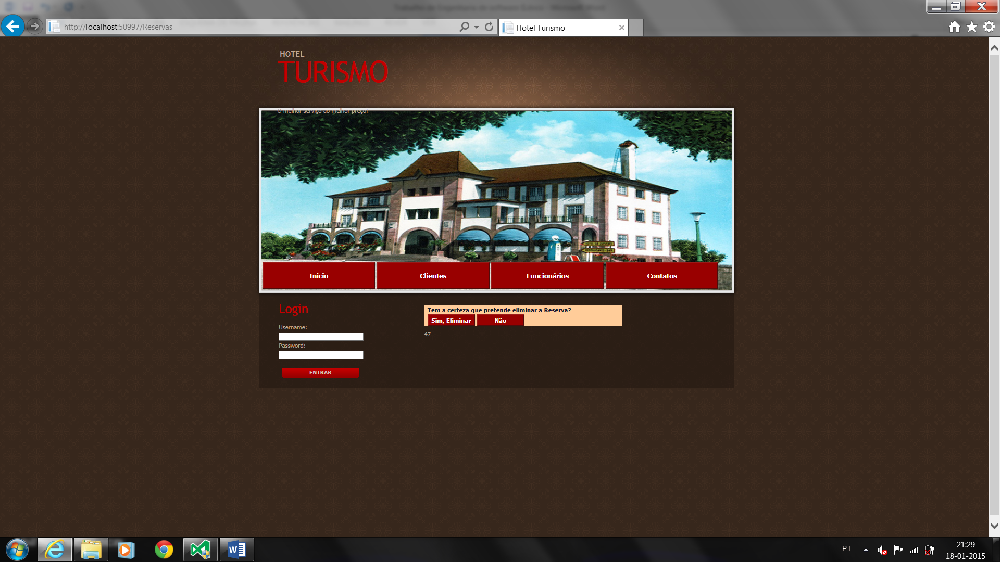 http://localhost:50997/Reservas
Hotel Turismo
HOTEL
TURISMO
O melhor serviço ao melhor preço!
Inicio
Clientes
Funcionários
Contatos
Login
Username:
Password:
ENTRAR
Tem a certeza que pretende eliminar a Reserva?
Sim, Eliminar
Não
47
PT
21:29
18-01-2015